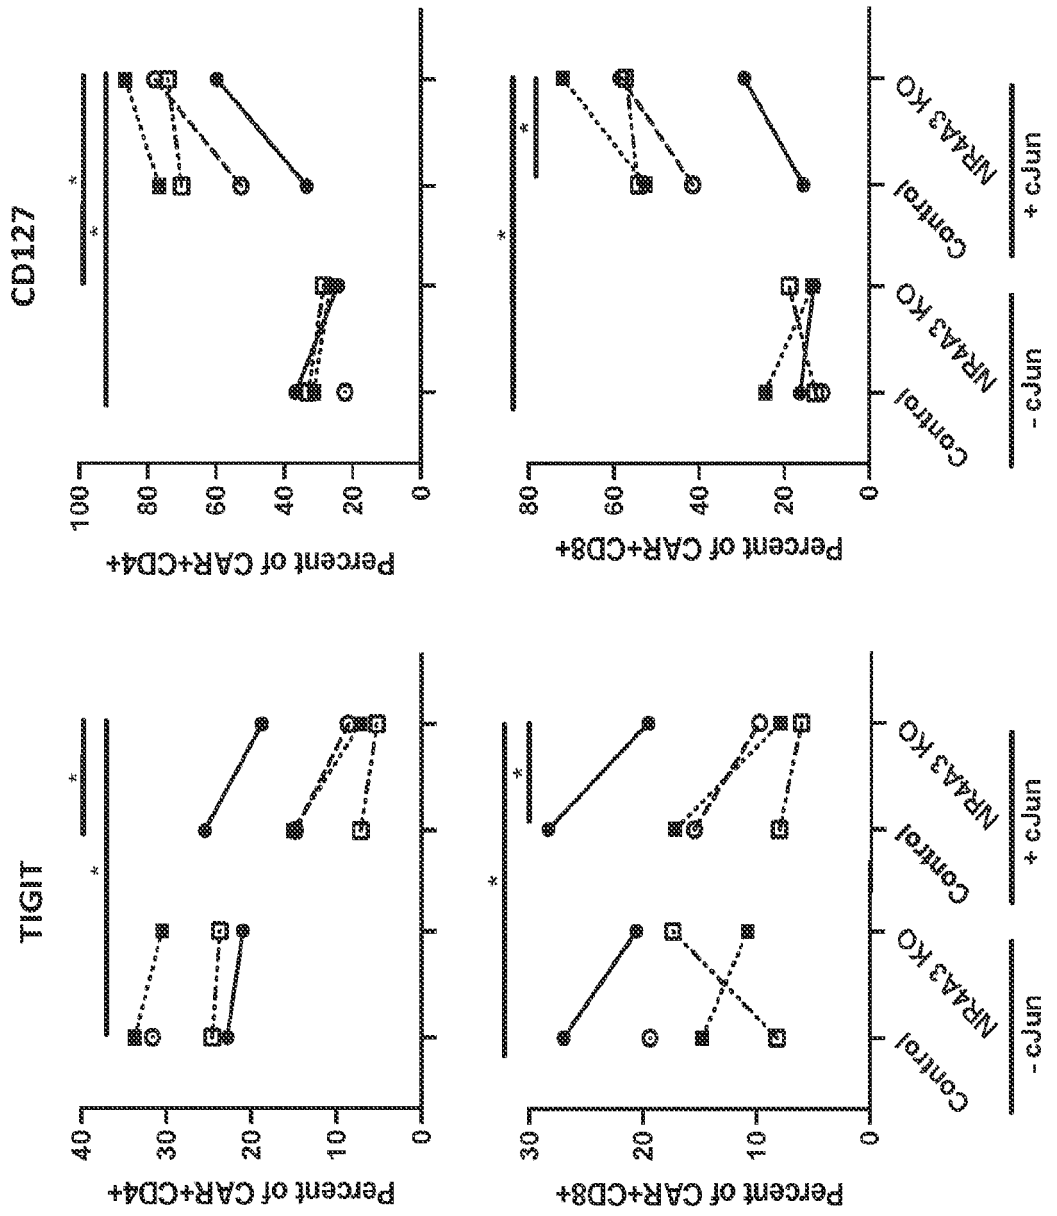 TIGIT
Percent of CAR+CD4+
40
30
20
10
0
*
*
Percent of CAR+CD8+
30
20
10
0
*
*
Control
NR4A3 KO
Control
NR4A3 KO
- cJun
+ cJun
CD127
Percent of CAR+CD4+
100
80
60
40
20
0
*
*
Percent of CAR+CD8+
80
60
40
20
0
*
*
Control
NR4A3 KO
Control
NR4A3 KO
- cJun
+ cJun